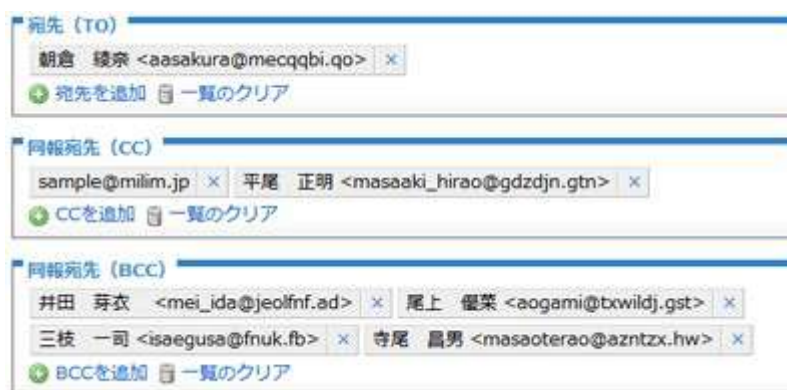 宛先（TO）
朝倉　綾奈 <aasakura@mecqqbi.qo> ×
宛先を追加 一覧のクリア
同報宛先（CC）
sample@milim.jp × 平尾　正明 <masaaki_hirao@gdzdjn.gtn> ×
CCを追加 一覧のクリア
同報宛先（BCC）
井田　芽衣　<mei_ida@jeolfnf.ad> × 尾上　優菜 <aogami@txwildj.gst> ×
三枝　一司 <isaegusa@fnuk.fb> × 寺尾　昌男 <masaoterao@azntzx.hw> ×
BCCを追加 一覧のクリア